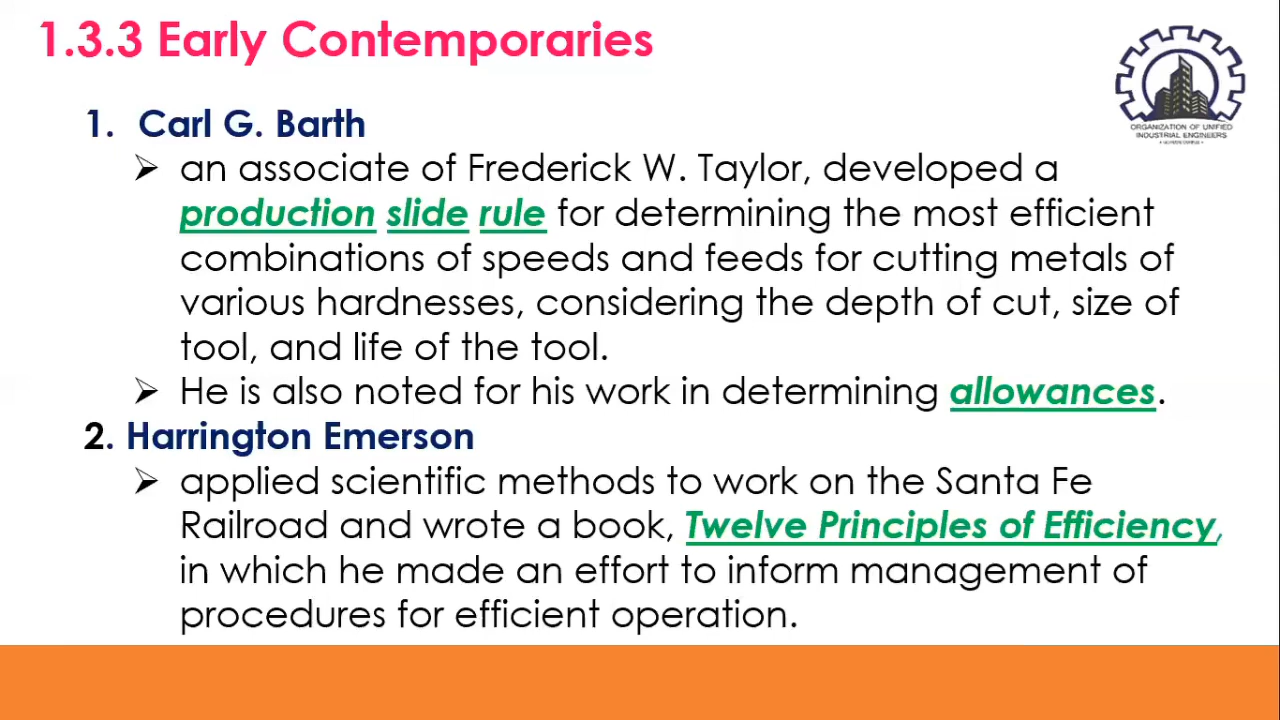 1.3.3 Early Contemporaries
ORGANIZATION OF UNIFIED
INDUSTRIAL ENGINEERS
1. Carl G. Barth
➢ an associate of Frederick W. Taylor, developed a
production slide rule for determining the most efficient
combinations of speeds and feeds for cutting metals of
various hardnesses, considering the depth of cut, size of
tool, and life of the tool.
➢ He is also noted for his work in determining allowances.
2. Harrington Emerson
➢ applied scientific methods to work on the Santa Fe
Railroad and wrote a book, Twelve Principles of Efficiency,
in which he made an effort to inform management of
procedures for efficient operation.